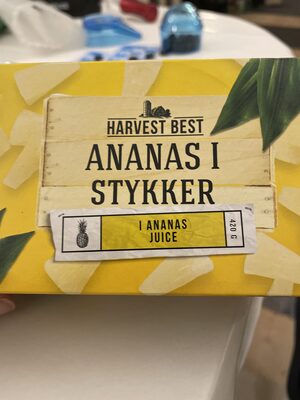 HARVEST BEST
ANANAS I
STYKKER
I ANANAS
JUICE
420 G